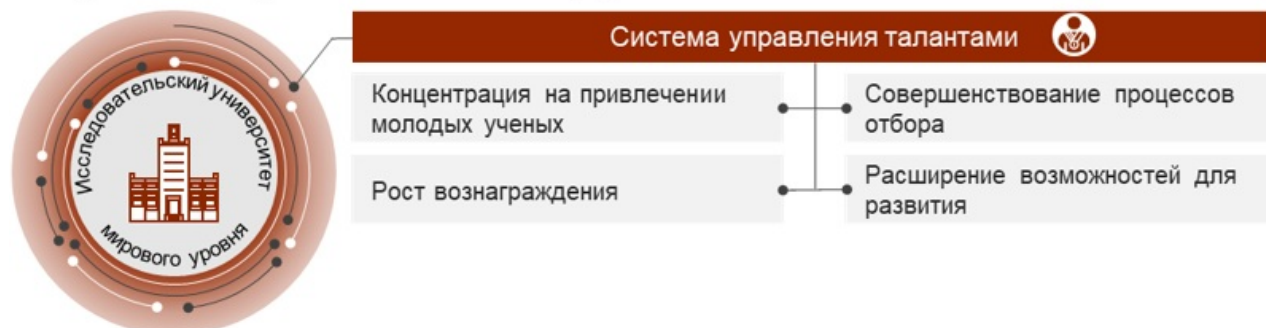 Исследовательский университет
мирового уровня
Система управления талантами
Концентрация на привлечении
молодых ученых
Совершенствование процессов
отбора
Рост вознаграждения
Расширение возможностей для
развития